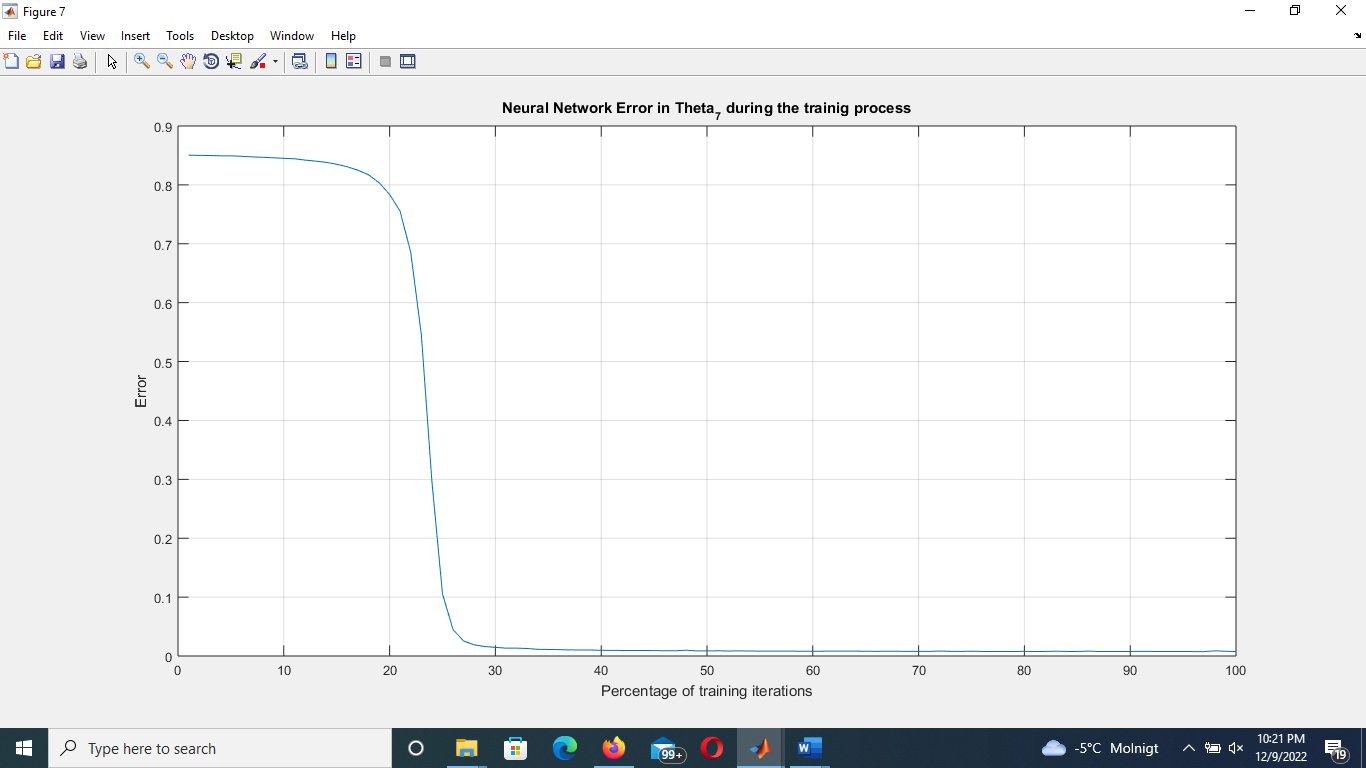 Figure 7
File Edit View Insert Tools Desktop Window Help
Neural Network Error in Theta7 during the trainig process
0.9
0.8
0.7
0.6
0.5
0.4
0.3
0.2
0.1
0
Error
0 10 20 30 40 50 60 70 80 90 100
Percentage of training iterations
Type here to search
99+
W
-5°C Molnigt
10:21 PM
12/9/2022
19